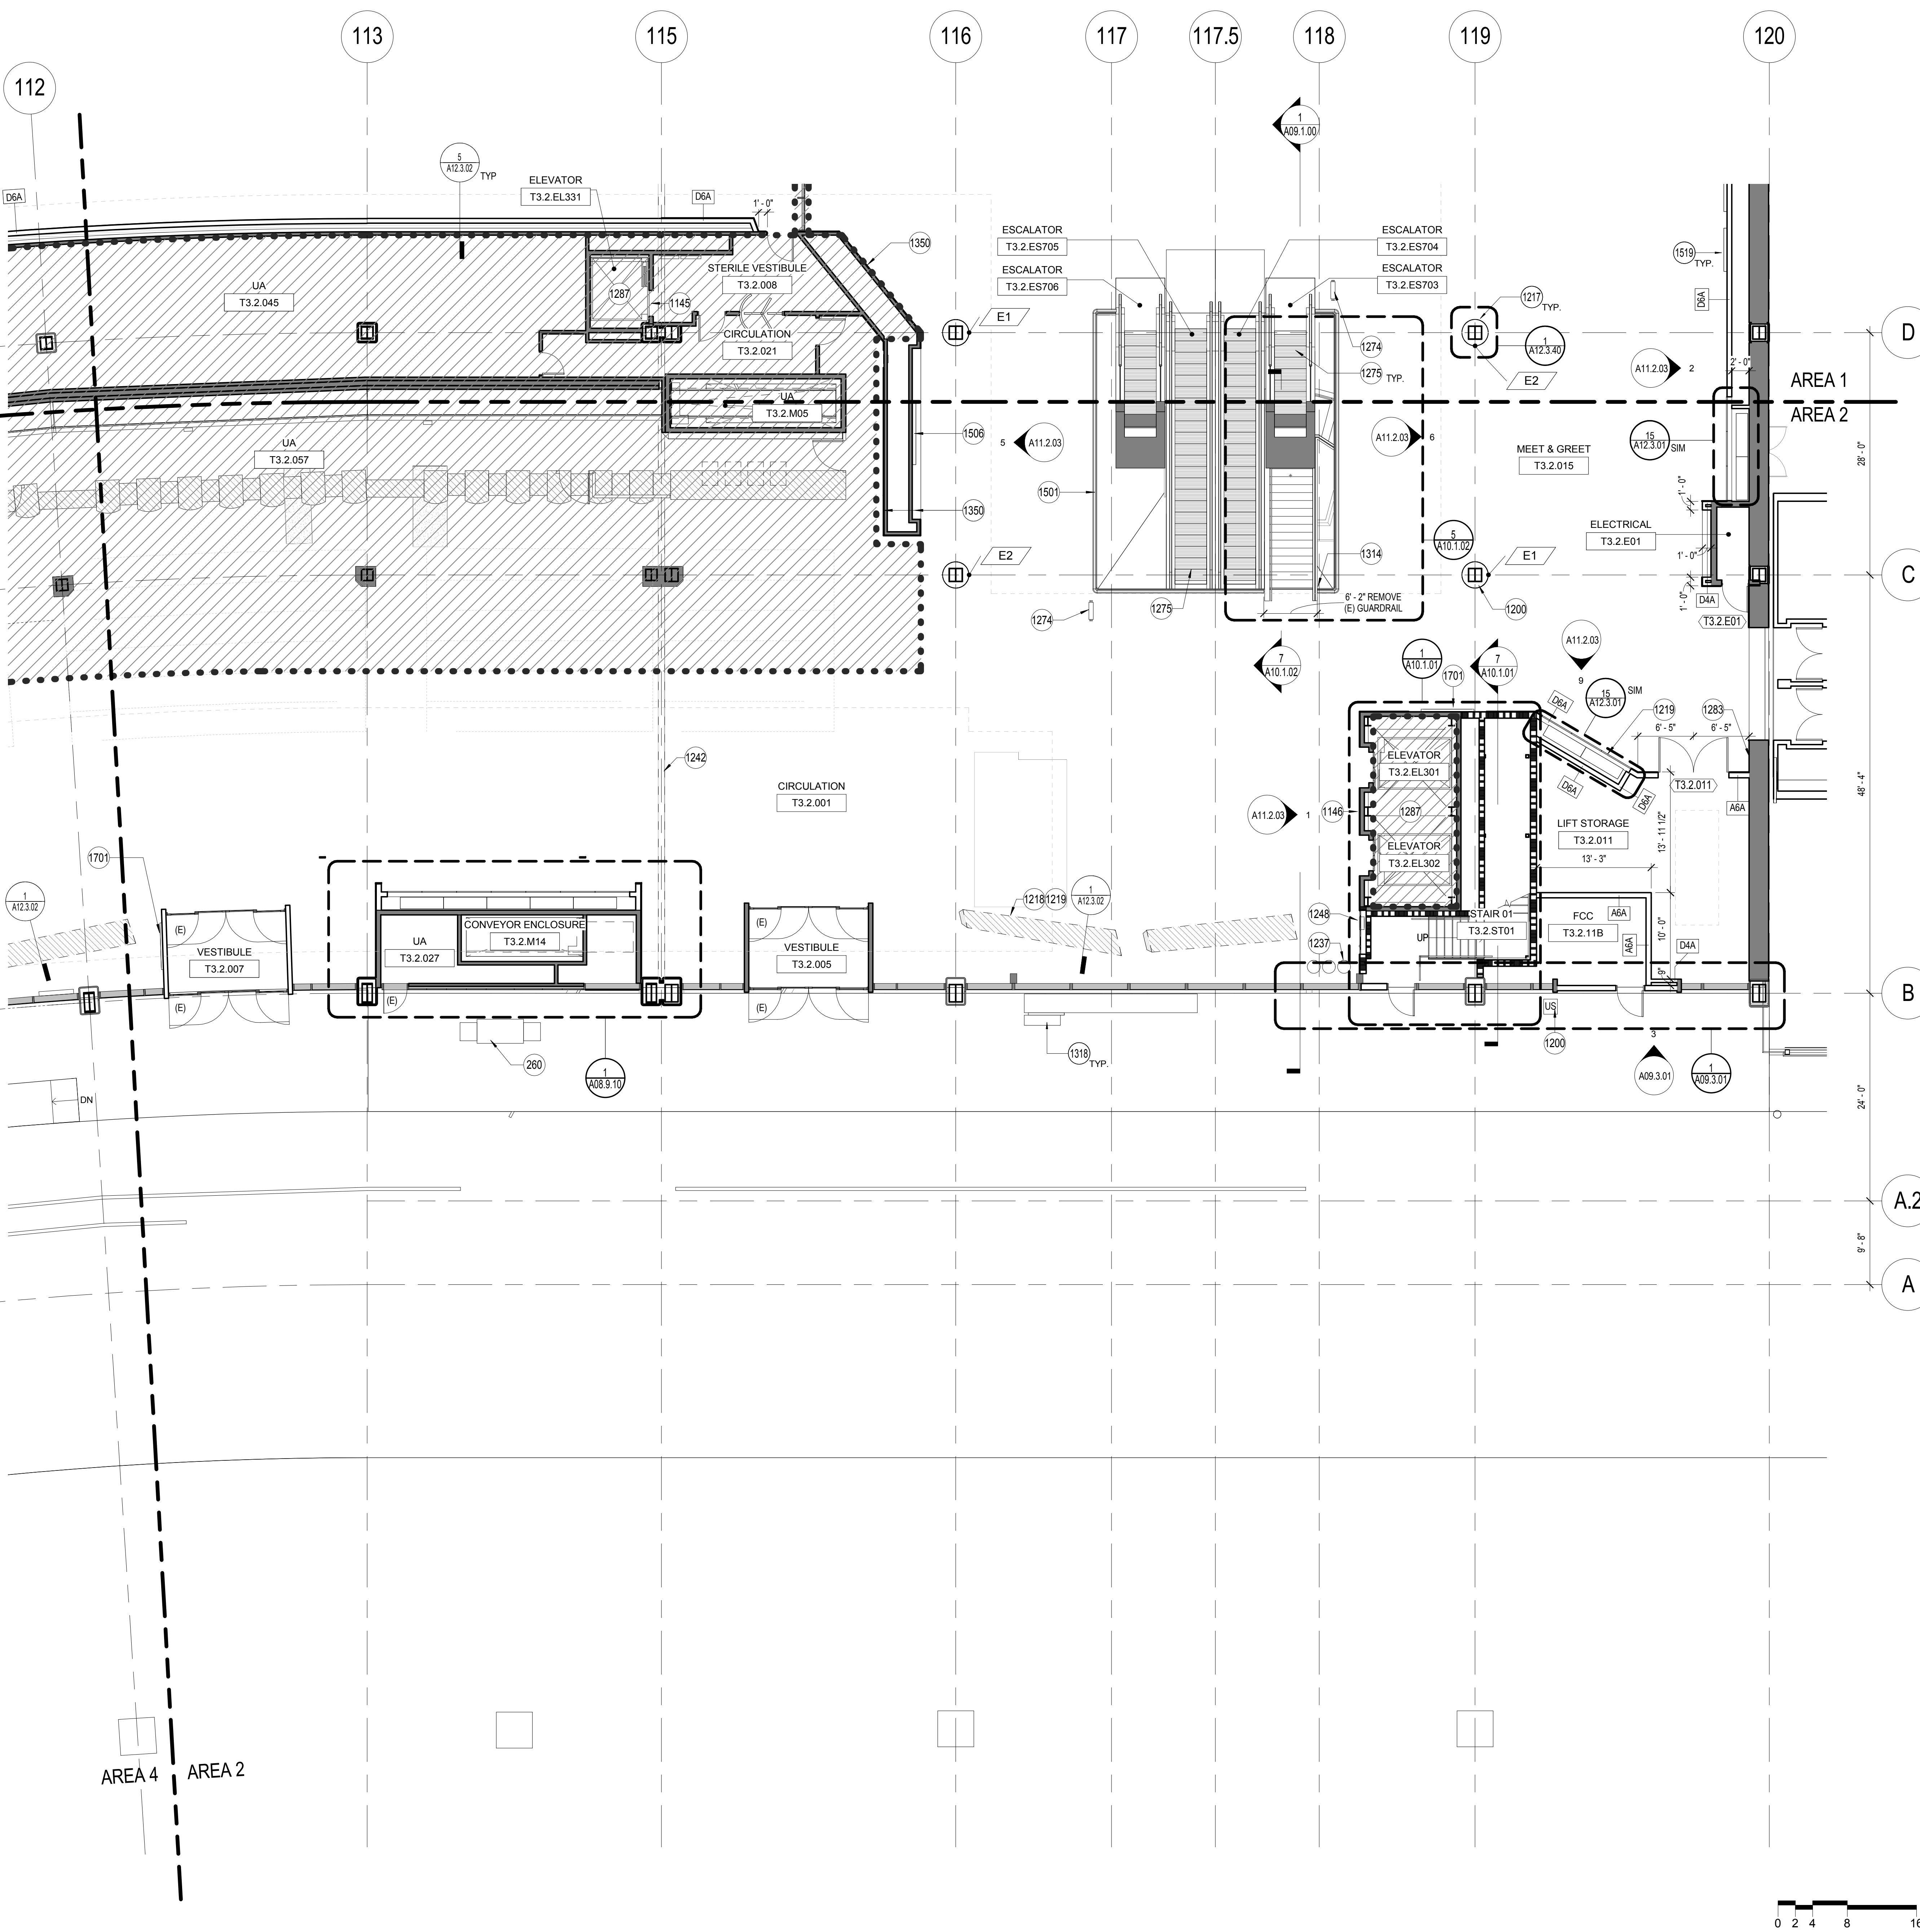 113
115
116
117
117.5
118
119
120
112
1
A09.1.00
5
A12.3.02
TYP
ELEVATOR
T3.2.EL331
D6A
D6A
1' - 0"
1350
STERILE VESTIBULE
T3.2.008
UA
T3.2.045
1287
1145
CIRCULATION
T3.2.021
ESCALATOR
T3.2.ES705
ESCALATOR
T3.2.ES704
ESCALATOR
T3.2.ES706
ESCALATOR
T3.2.ES703
1519
TYP.
D6A
1217
TYP.
E1
1274
1
A12.3.40
D
1275
TYP.
E2
A11.2.03
2
2' - 0"
AREA 1
AREA 2
UA
T3.2.M05
UA
T3.2.057
1506
5
A11.2.03
A11.2.03
6
15
A12.3.01
SIM
MEET & GREET
T3.2.015
28' - 0"
1501
1350
1' - 0"
ELECTRICAL
T3.2.E01
5
A10.1.02
1' - 0"
E2
1314
E1
C
1275
6' - 2" REMOVE
(E) GUARDRAIL
1274
1200
D4A
1' - 0"
T3.2.E01
7
A10.1.02
1
A10.1.01
7
A10.1.01
1701
A11.2.03
9
15
A12.3.01
SIM
D6A
1219
1283
6' - 5"
6' - 5"
1242
ELEVATOR
T3.2.EL301
CIRCULATION
T3.2.001
D6A
D6A
T3.2.011
48' - 4"
A11.2.03
1
1146
1287
A6A
LIFT STORAGE
T3.2.011
13' - 11 1/2"
ELEVATOR
T3.2.EL302
13' - 3"
1701
1
A12.3.02
1218
1219
1
A12.3.02
1248
STAIR 01
T3.2.ST01
FCC
T3.2.11B
A6A
(E)
VESTIBULE
T3.2.007
UA
T3.2.027
CONVEYOR ENCLOSURE
T3.2.M14
(E)
VESTIBULE
T3.2.005
1237
UP
A6A
10' - 0"
D4A
9"
B
(E)
(E)
(E)
US
1200
260
1
A08.9.10
1318
TYP.
3
A09.3.01
1
A09.3.01
DN
24' - 0"
A.2
9' - 8"
A
AREA 4
AREA 2
0 2 4 8 16